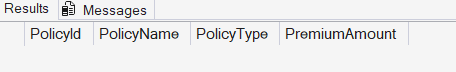 Results Messages
PolicyId PolicyName PolicyType PremiumAmount